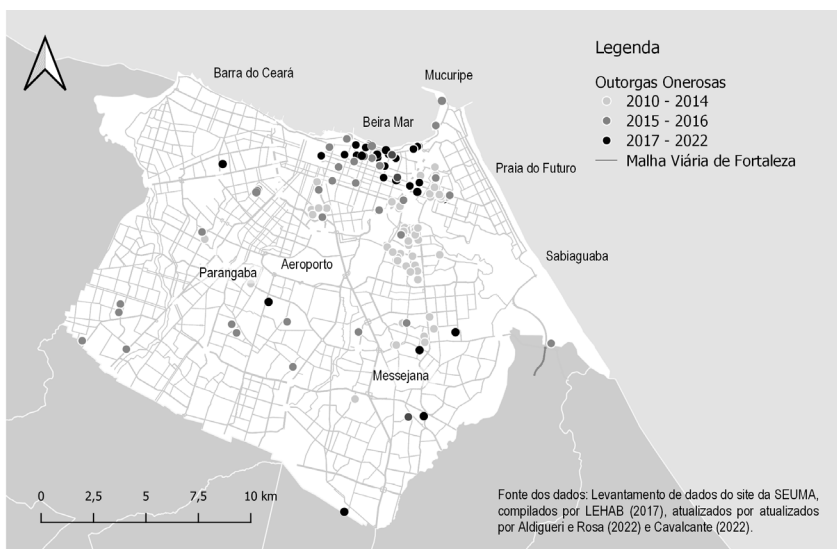 Barra do Ceará
Mucuripe
Beira Mar
Praia do Futuro
Sabiaguaba
Parangaba
Aeroporto
Messejana
Legenda
Outorgas Onerosas
2010 - 2014
2015 - 2016
2017 - 2022
Malha Viária de Fortaleza
0 2,5 5 7,5 10 km
Fonte dos dados: Levantamento de dados do site da SEUMA,
compilados por LEHAB (2017), atualizados por atualizados
por Aldigueri e Rosa (2022) e Cavalcante (2022).